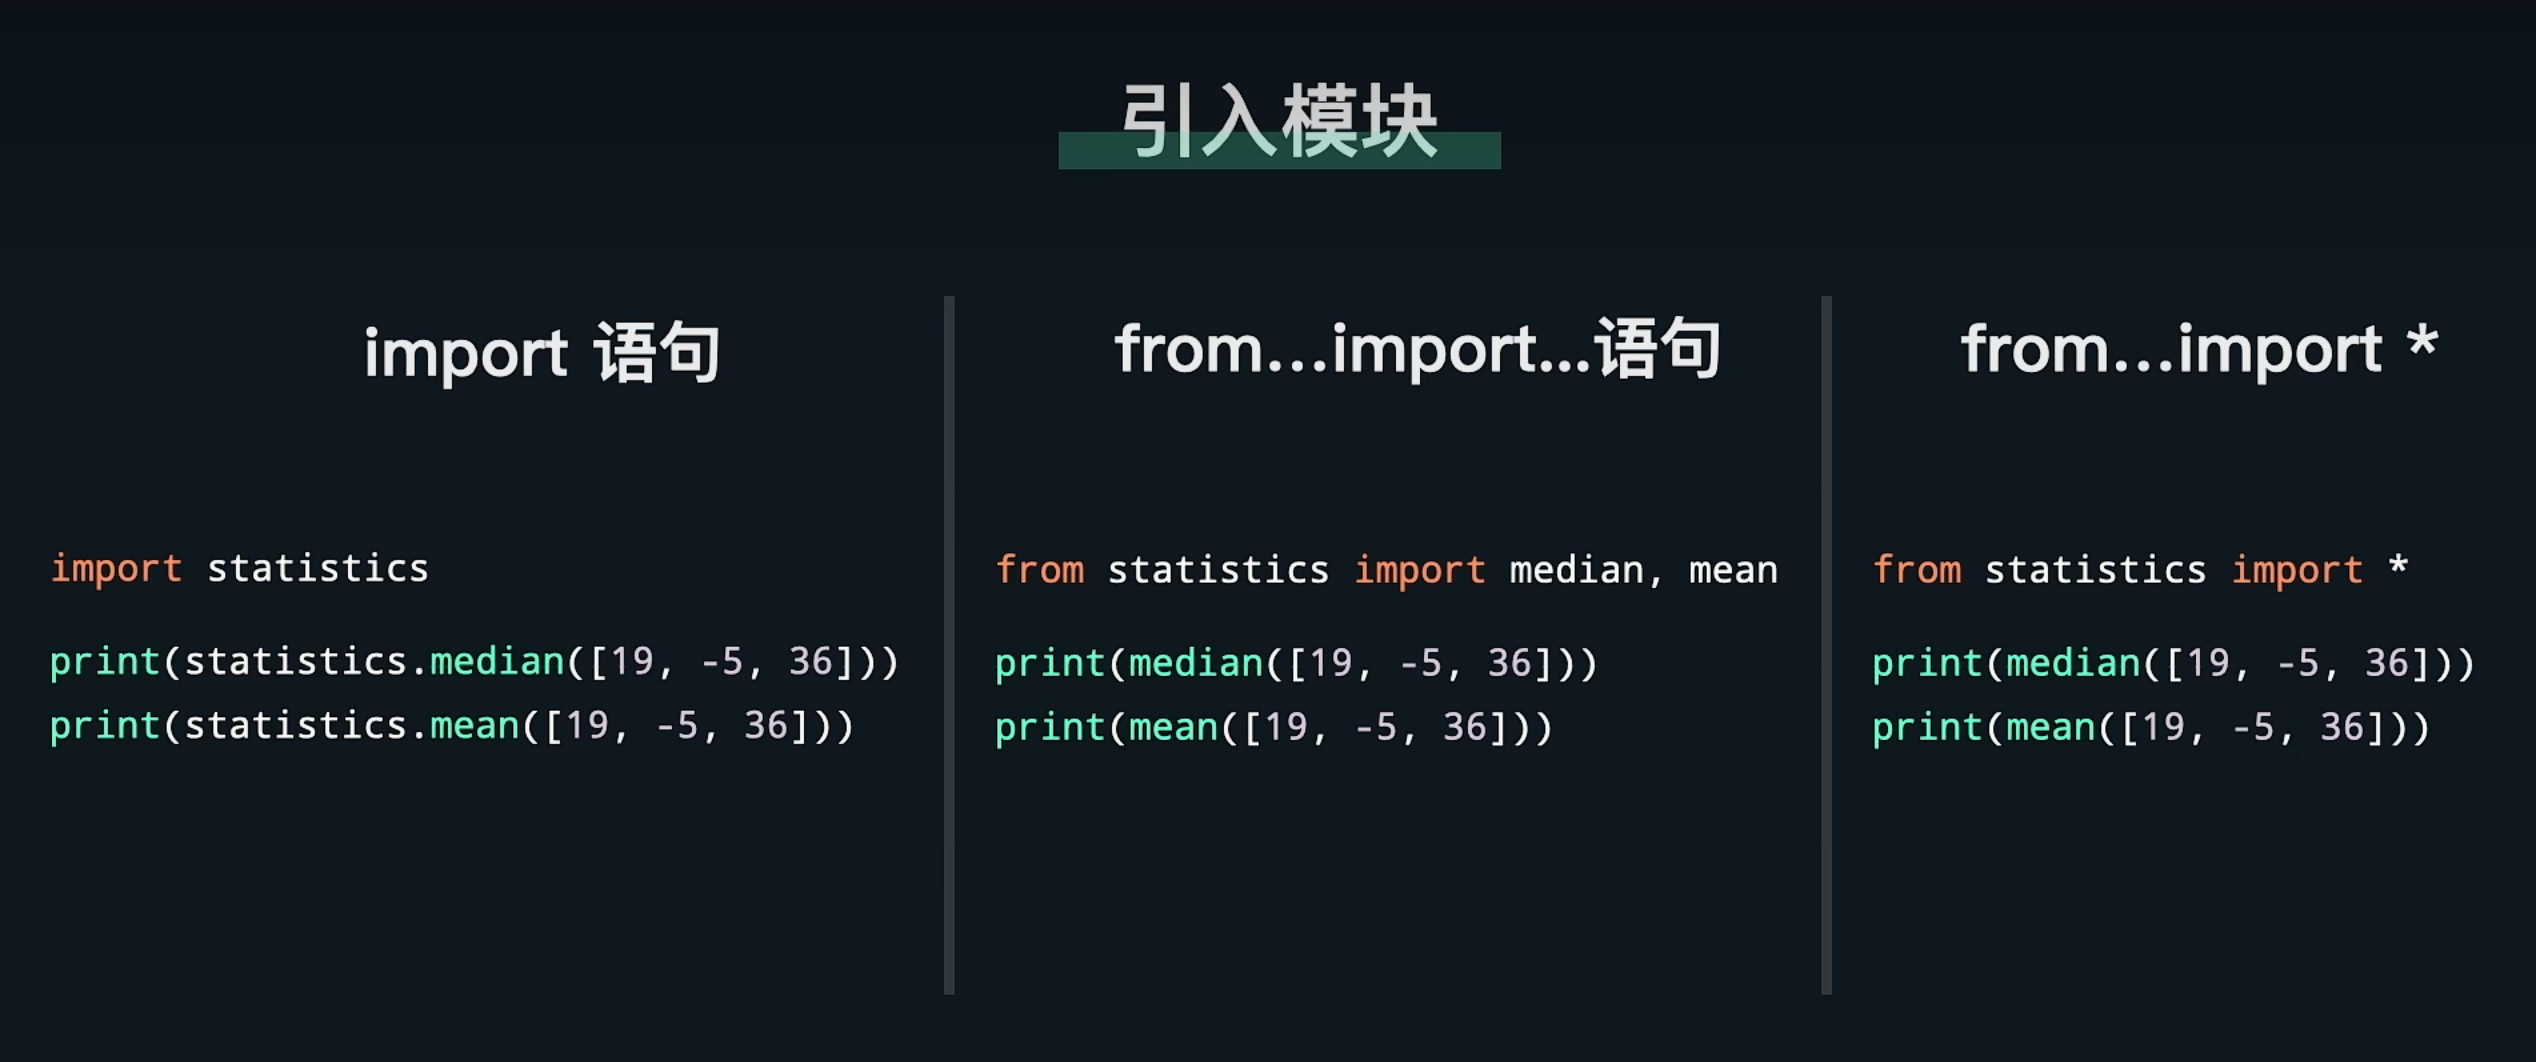 引入模块
import 语句
import statistics
print(statistics.median([19, -5, 36]))
print(statistics.mean([19, -5, 36]))
from...import...语句
from statistics import median, mean
print(median([19, -5, 36]))
print(mean([19, -5, 36]))
from...import *
from statistics import *
print(median([19, -5, 36]))
print(mean([19, -5, 36]))